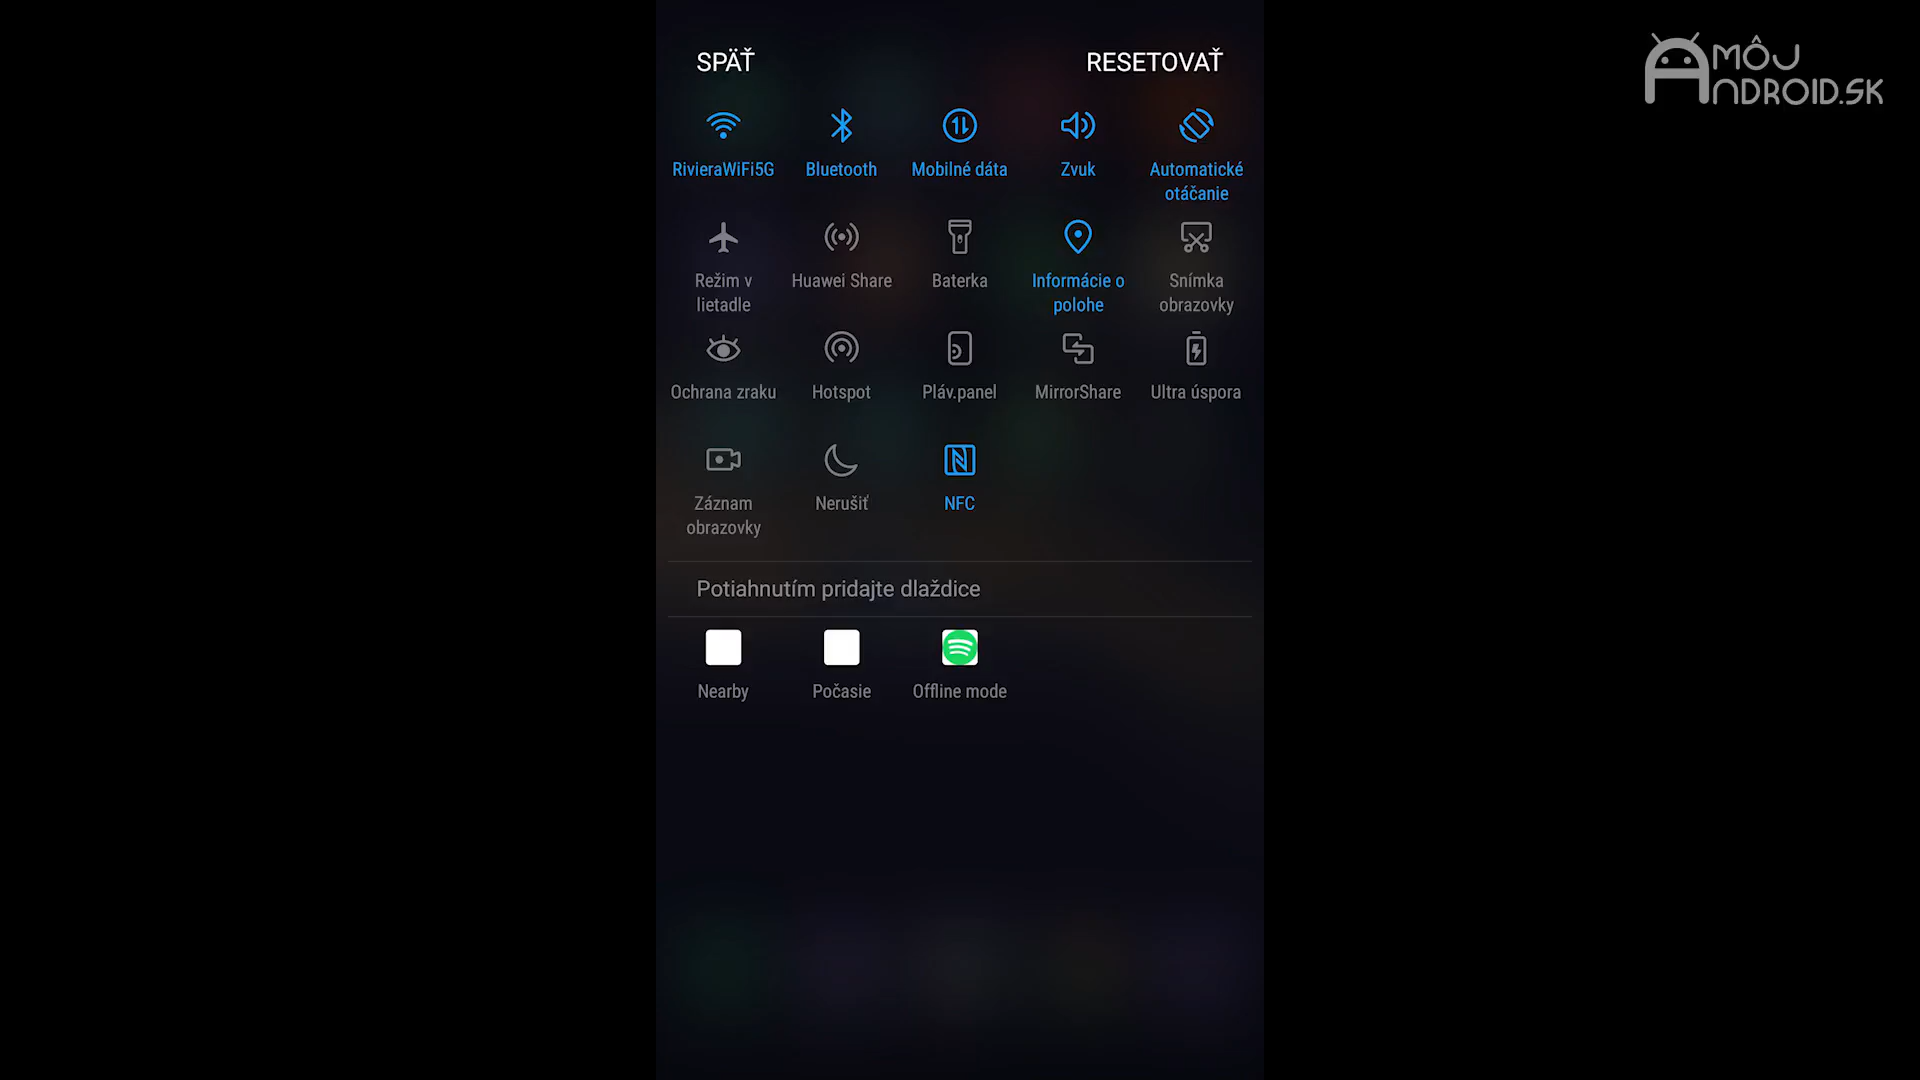 SPÄŤ
RESETOVAŤ
MÔJ
ANDROID.SK
RivieraWiFi5G
Bluetooth
Mobilné dáta
Zvuk
Automatické
otáčanie
Režim v
lietadle
Huawei Share
Baterka
Informácie o
polohe
Snímka
obrazovky
Ochrana zraku
Hotspot
Pláv.panel
MirrorShare
Ultra úspora
Záznam
obrazovky
Nerušiť
NFC
Potiahnutím pridajte dlaždice
Nearby
Počasie
Offline mode